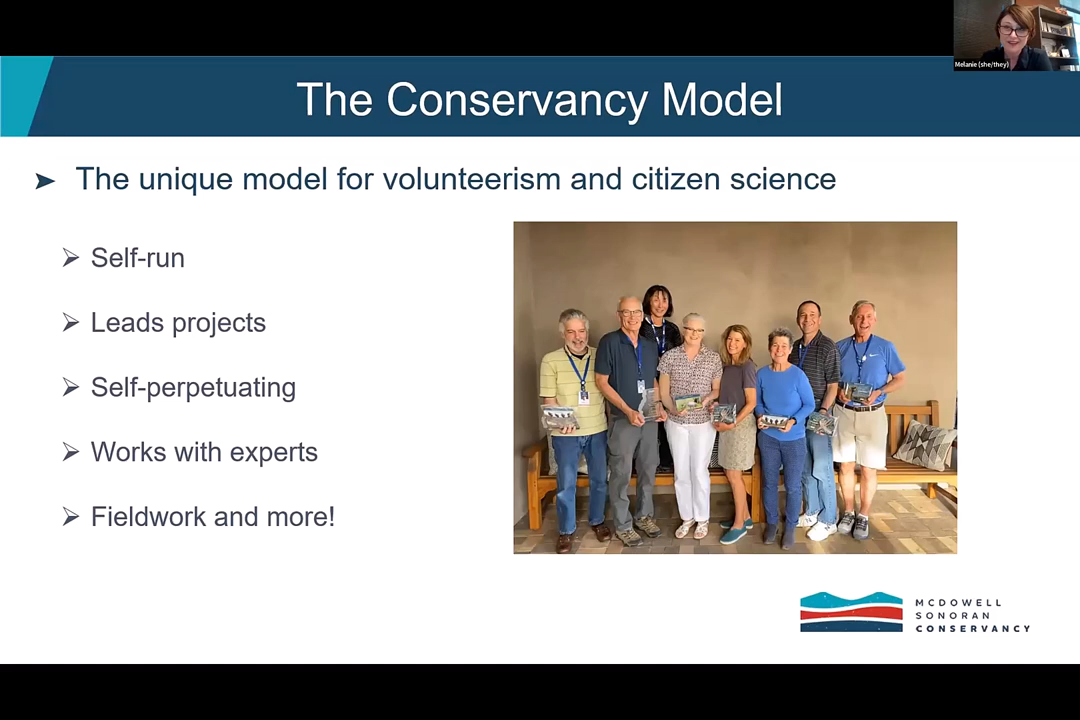 Melanie (she/they)
The Conservancy Model
➤ The unique model for volunteerism and citizen science
➢ Self-run
➢ Leads projects
➢ Self-perpetuating
➢ Works with experts
➢ Fieldwork and more!
MCDOWELL
SONORAN
CONSERVANCY